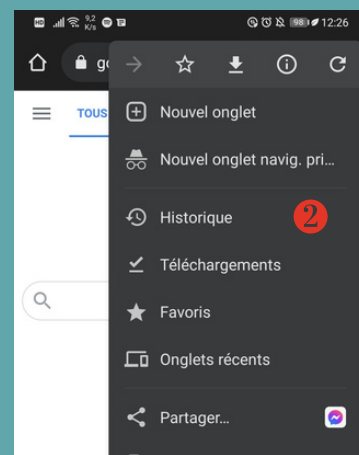 HD 9,2 K/s 98 12:26
go
TOUS
Nouvel onglet
Nouvel onglet navig. pri...
Historique 2
Téléchargements
Favoris
Onglets récents
Partager...